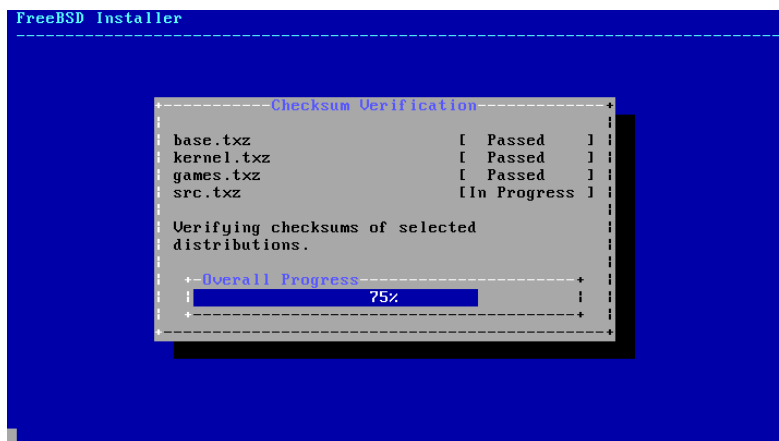 FreeBSD Installer
Checksum Verification
base.txz [ Passed ]
kernel.txz [ Passed ]
games.txz [ Passed ]
src.txz [In Progress ]
Verifying checksums of selected
distributions.
Overall Progress
75%